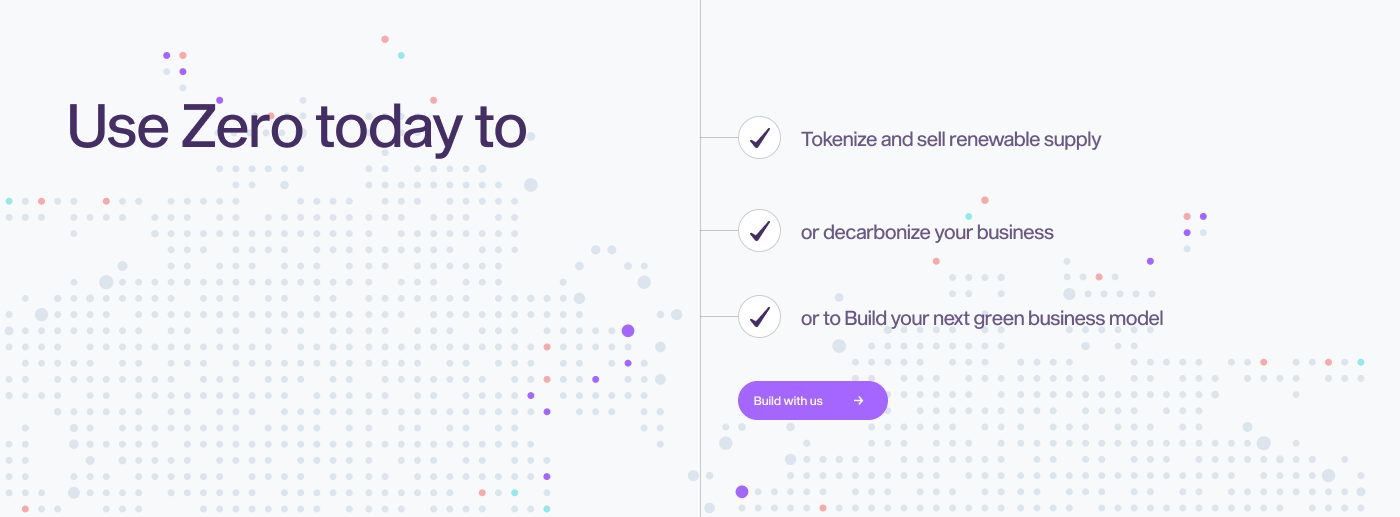 Use Zero today to
Tokenize and sell renewable supply
or decarbonize your business
or to Build your next green business model
Build with us